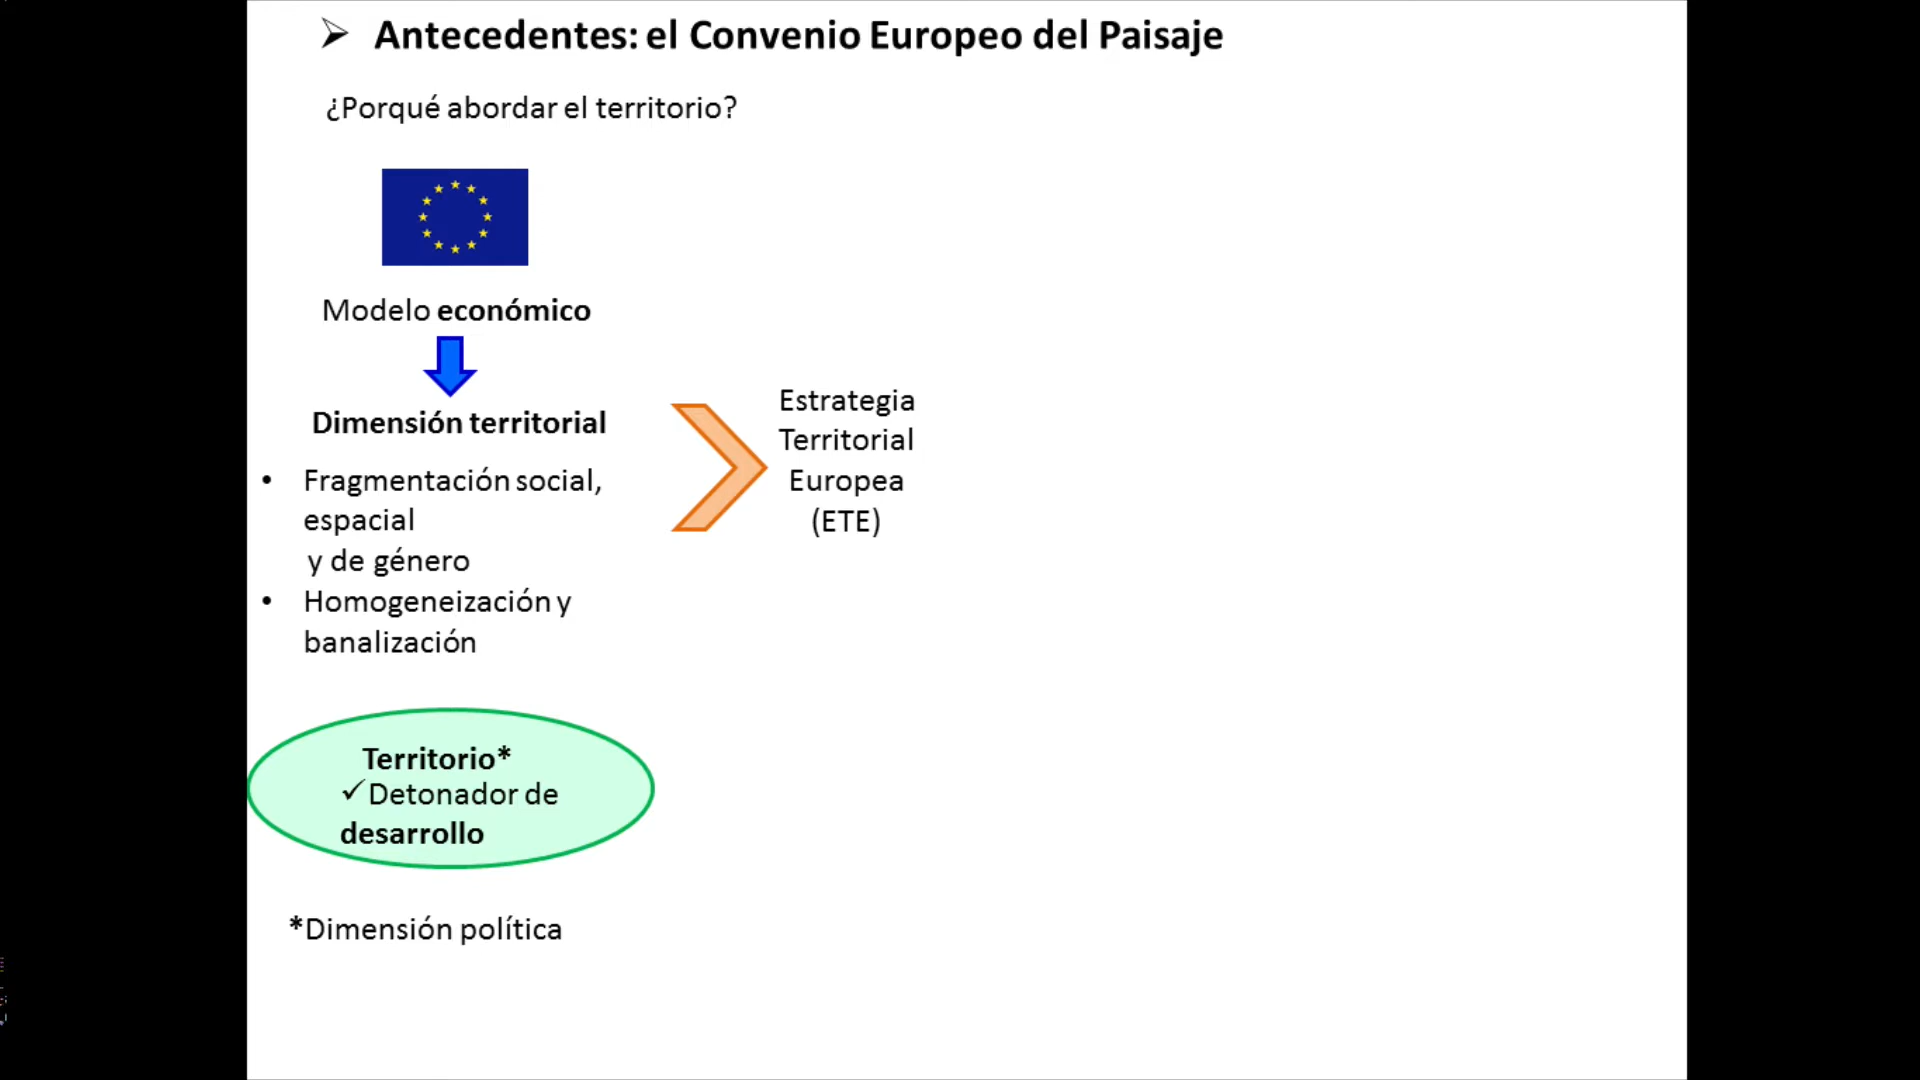 ➢ Antecedentes: el Convenio Europeo del Paisaje
¿Porqué abordar el territorio?
Modelo económico
Dimensión territorial
• Fragmentación social,
espacial
y de género
• Homogeneización y
banalización
Estrategia
Territorial
Europea
(ETE)
Territorio*
✓Detonador de
desarrollo
*Dimensión política